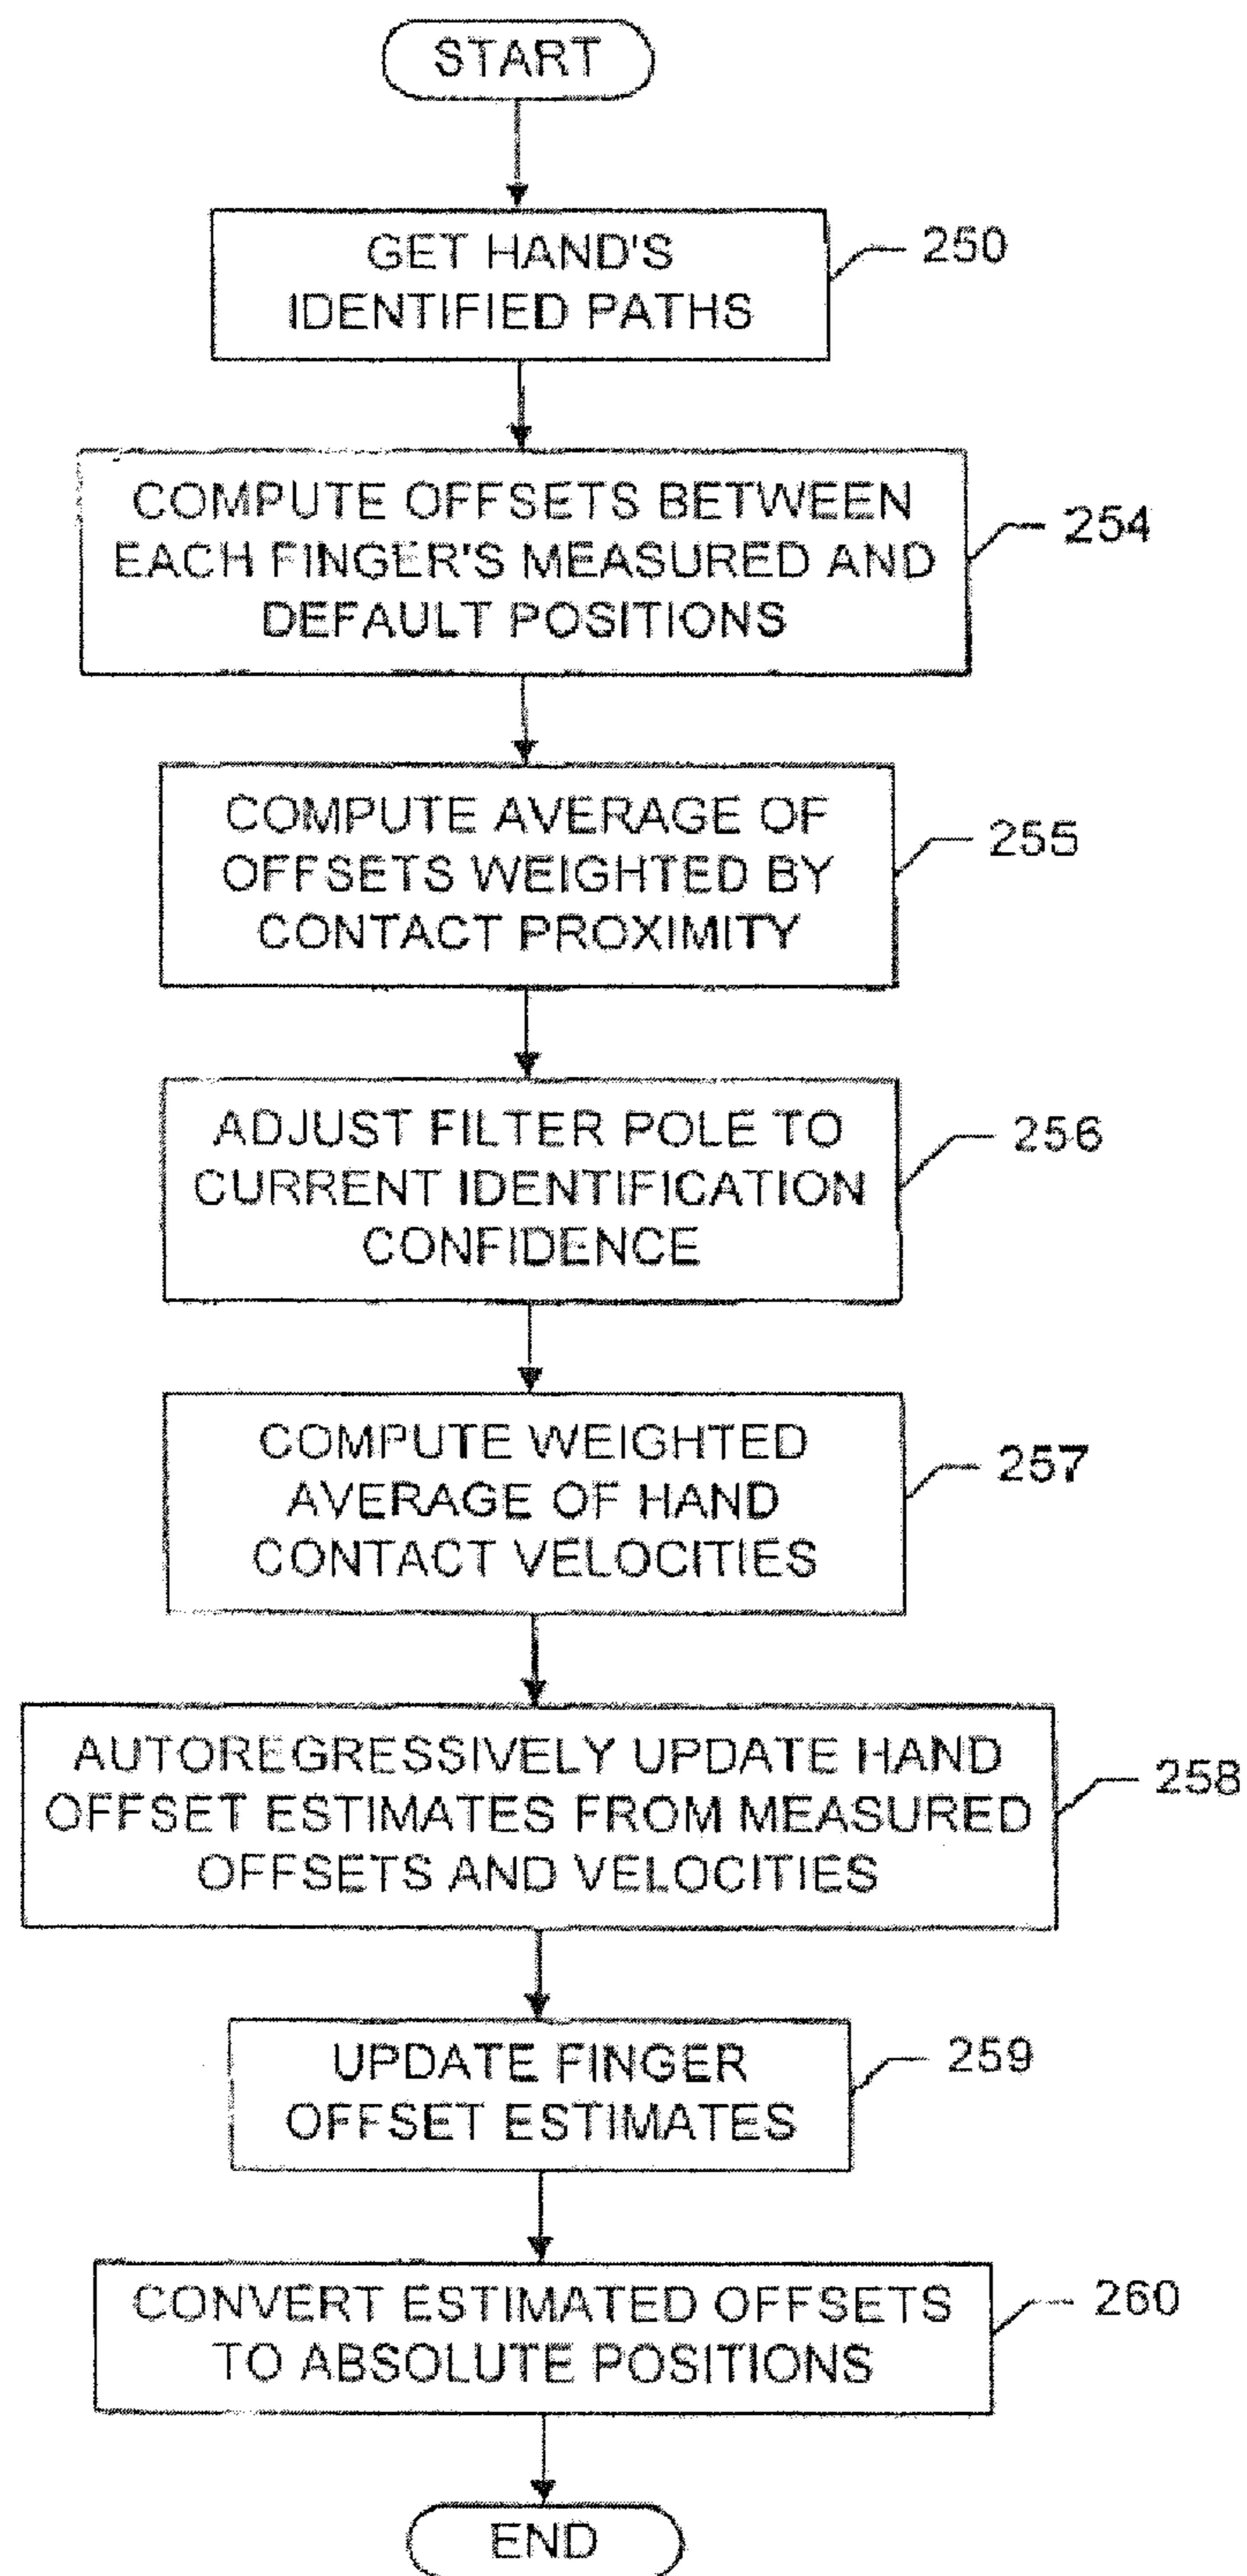 START
GET HAND'S
IDENTIFIED PATHS
250
COMPUTE OFFSETS BETWEEN
EACH FINGER'S MEASURED AND
DEFAULT POSITIONS
254
COMPUTE AVERAGE OF
OFFSETS WEIGHTED BY
CONTACT PROXIMITY
255
ADJUST FILTER POLE TO
CURRENT IDENTIFICATION
CONFIDENCE
256
COMPUTE WEIGHTED
AVERAGE OF HAND
CONTACT VELOCITIES
257
AUTOREGRESSIVELY UPDATE HAND
OFFSET ESTIMATES FROM MEASURED
OFFSETS AND VELOCITIES
258
UPDATE FINGER
OFFSET ESTIMATES
259
CONVERT ESTIMATED OFFSETS
TO ABSOLUTE POSITIONS
260
END